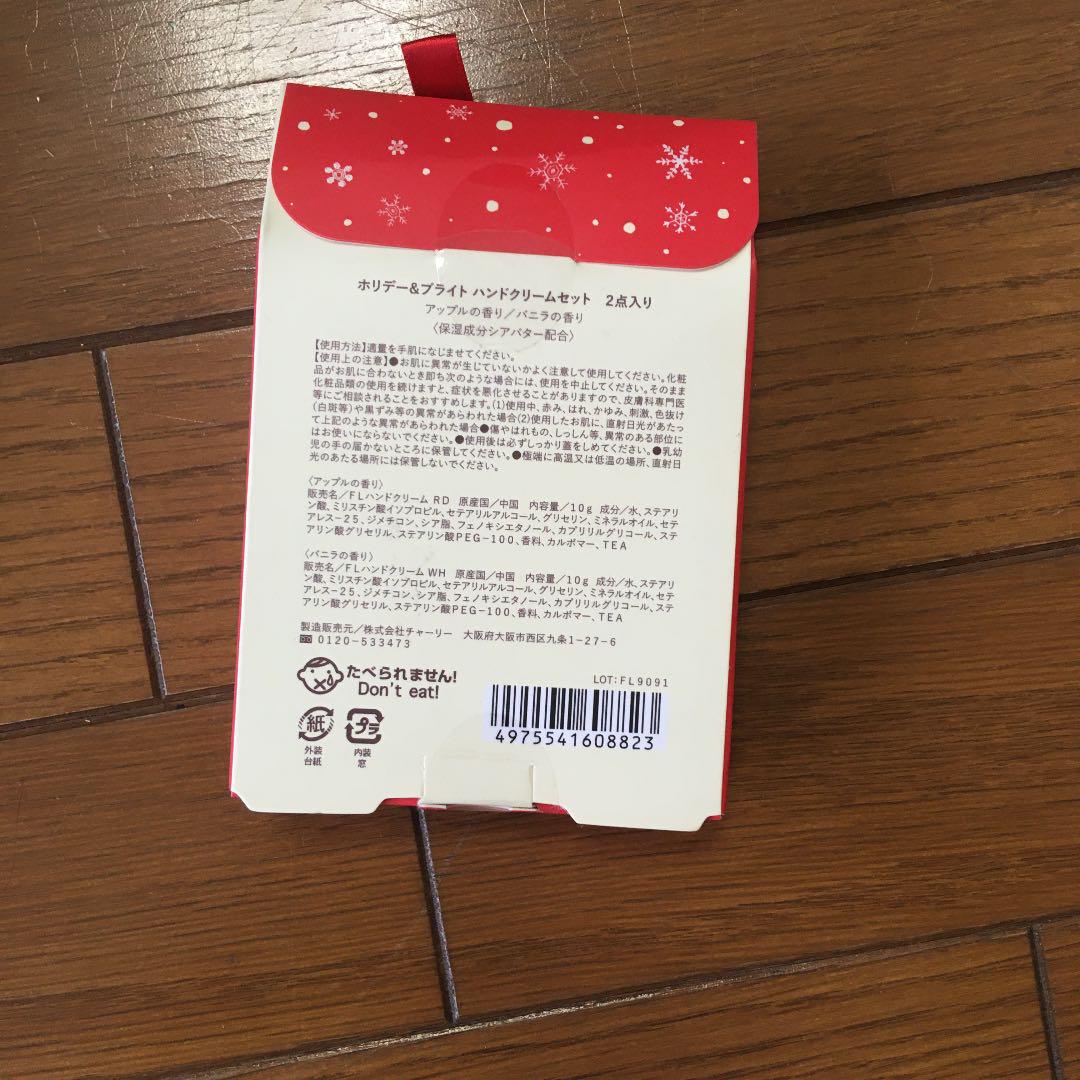 ホリデー&ブライト ハンドクリームセット 2点入り
アップルの香り/バニラの香り
〈保湿成分シアバター配合〉
【使用方法】適量を手肌になじませてください。
【使用上の注意】●お肌に異常が生じていないかよく注意して使用してください。化粧
品がお肌に合わないとき即ち次のような場合には、使用を中止してください。そのまま
化粧品類の使用を続けますと、症状を悪化させることがありますので、皮膚科専門医
等にご相談されることをおすすめします。(1)使用中、赤み、はれ、かゆみ、刺激、色抜け
(白斑等)や黒ずみ等の異常があらわれた場合(2)使用したお肌に、直射日光があたっ
て上記のような異常があらわれた場合●傷やはれもの、しっしん等、異常のある部位に
はお使いにならないでください。●使用後は必ずしっかり蓋をしめてください。●乳幼
児の手の届かないところに保管してください。●極端に高温又は低温の場所、直射日
光のあたる場所には保管しないでください。
〈アップルの香り〉
販売名/FLハンドクリーム RD 原産国/中国 内容量/10g 成分/水、ステアリ
ン酸、ミリスチン酸イソプロピル、セテアリルアルコール、グリセリン、ミネラルオイル、セテ
アレス-25、ジメチコン、シア脂、フェノキシエタノール、カプリリルグリコール、ステ
アリン酸グリセリル、ステアリン酸PEG-100、香料、カルボマー、TEA
〈バニラの香り〉
販売名/FLハンドクリーム WH 原産国/中国 内容量/10g 成分/水、ステアリ
ン酸、ミリスチン酸イソプロピル、セテアリルアルコール、グリセリン、ミネラルオイル、セテ
アレス-25、ジメチコン、シア脂、フェノキシエタノール、カプリリルグリコール、ステア
リン酸グリセリル、ステアリン酸PEG-100、香料、カルボマー、TEA
製造販売元/株式会社チャーリー 大阪府大阪市西区九条1-27-6
0120-533473
たべられません!
Don't eat!
LOT:FL9091
4975541608823
紙
プラ
外装
台紙
内装
窓